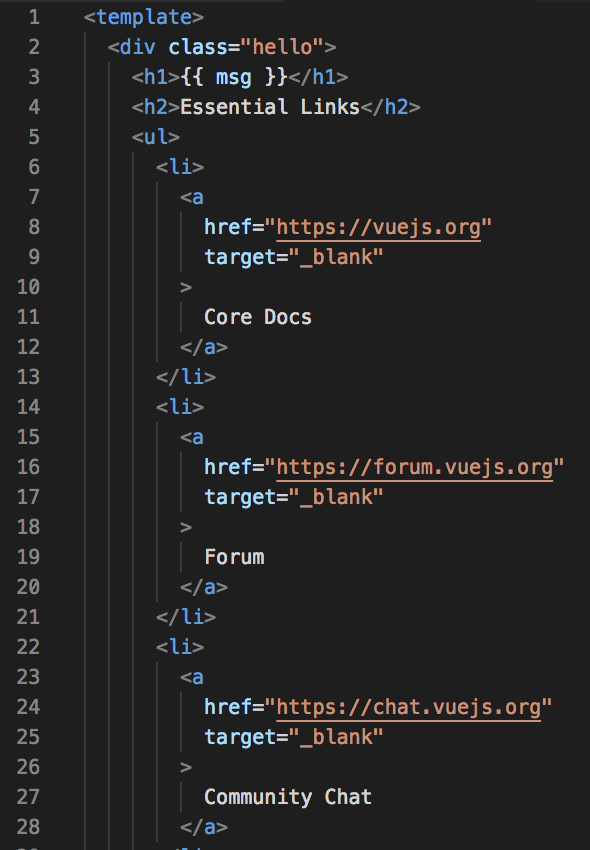 1 <template>
2 <div class="hello">
3 <h1>{{ msg }}</h1>
4 <h2>Essential Links</h2>
5 <ul>
6 <li>
7 <a
8 href="https://vuejs.org"
9 target="_blank"
10 >
11 Core Docs
12 </a>
13 </li>
14 <li>
15 <a
16 href="https://forum.vuejs.org"
17 target="_blank"
18 >
19 Forum
20 </a>
21 </li>
22 <li>
23 <a
24 href="https://chat.vuejs.org"
25 target="_blank"
26 >
27 Community Chat
28 </a>